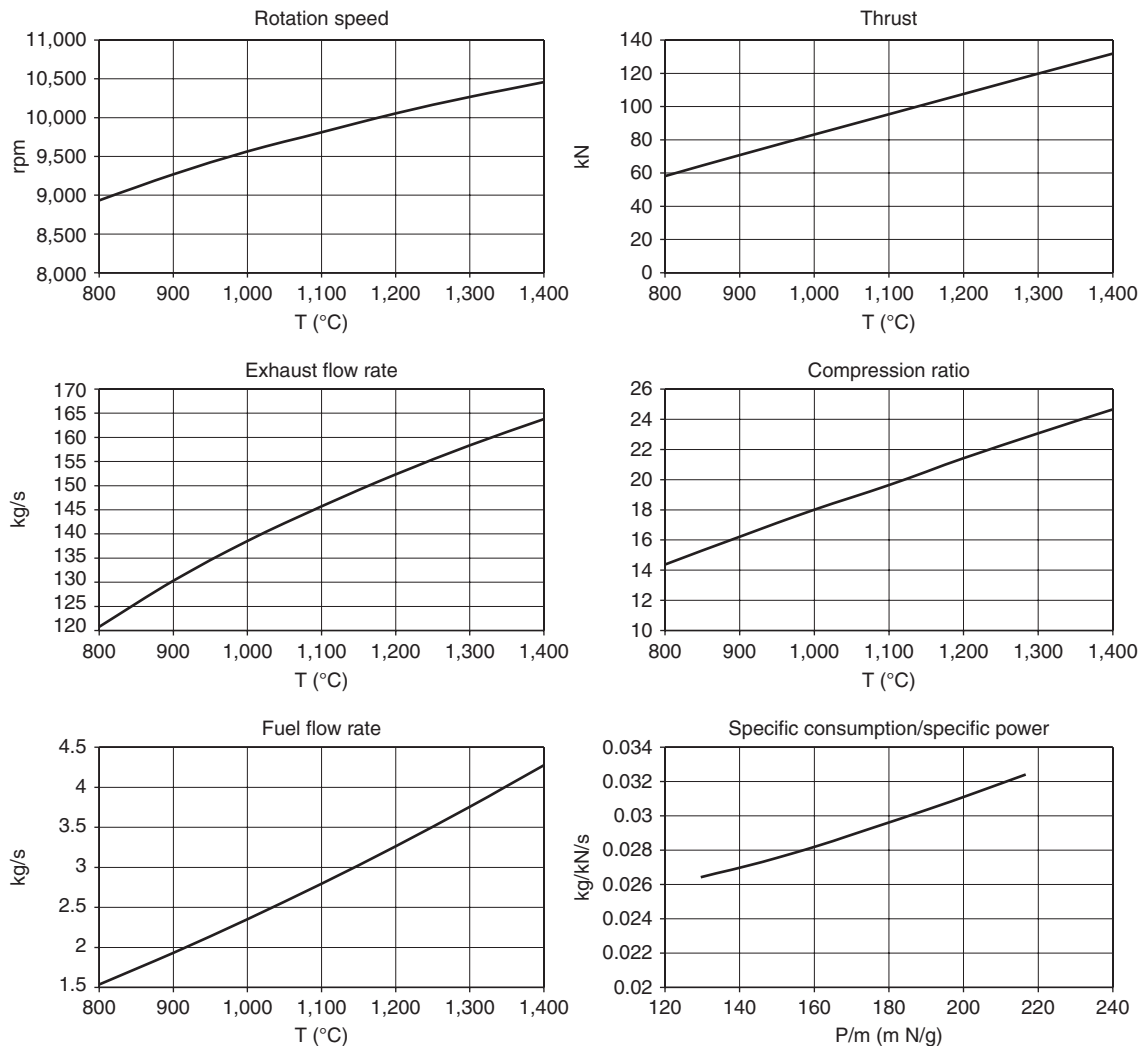 Rotation speed
11,000
10,500
10,000
9,500
9,000
8,500
8,000
rpm
800 900 1,000 1,100 1,200 1,300 1,400
T (°C)
Thrust
140
120
100
80
60
40
20
0
kN
800 900 1,000 1,100 1,200 1,300 1,400
T (°C)
Exhaust flow rate
170
165
160
155
150
145
140
135
130
125
120
kg/s
800 900 1,000 1,100 1,200 1,300 1,400
T (°C)
Compression ratio
26
24
22
20
18
16
14
12
10
800 900 1,000 1,100 1,200 1,300 1,400
T (°C)
Fuel flow rate
4.5
4
3.5
3
2.5
2
1.5
kg/s
800 900 1,000 1,100 1,200 1,300 1,400
T (°C)
Specific consumption/specific power
0.034
0.032
0.03
0.028
0.026
0.024
0.022
0.02
kg/kN/s
120 140 160 180 200 220 240
P/m (m N/g)